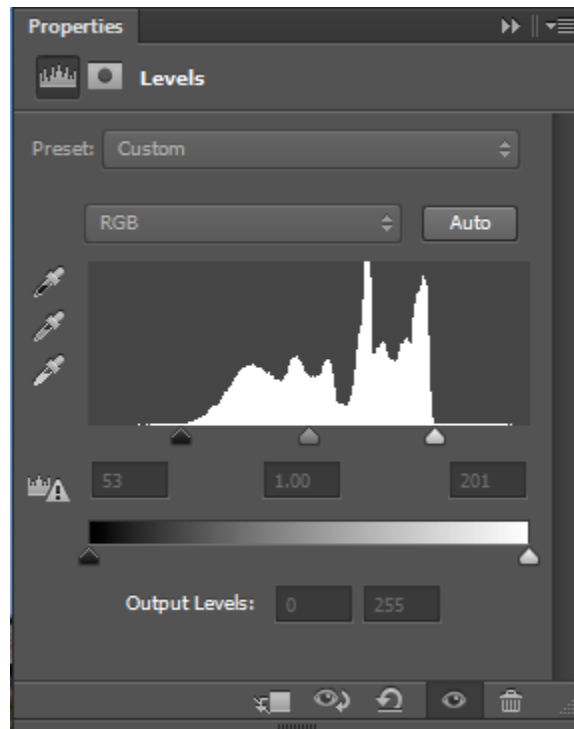 Properties
Levels
Preset: Custom
RGB Auto
53 1.00 201
Output Levels: 0 255